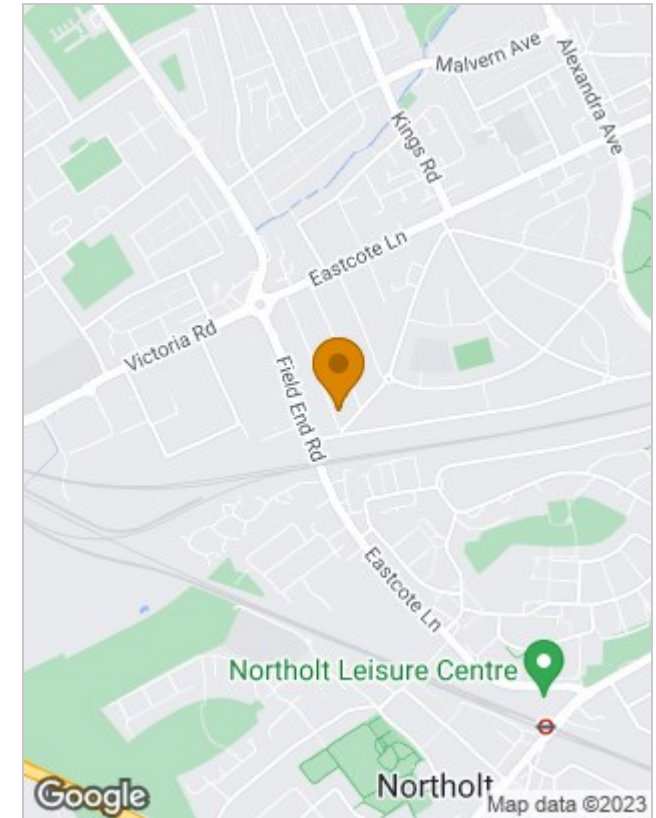 Malvern Ave
Alexandra Ave
Kings Rd
Eastcote Ln
Victoria Rd
Field End Rd
Eastcote Ln
Northolt Leisure Centre
Northolt
Google
Map data ©2023